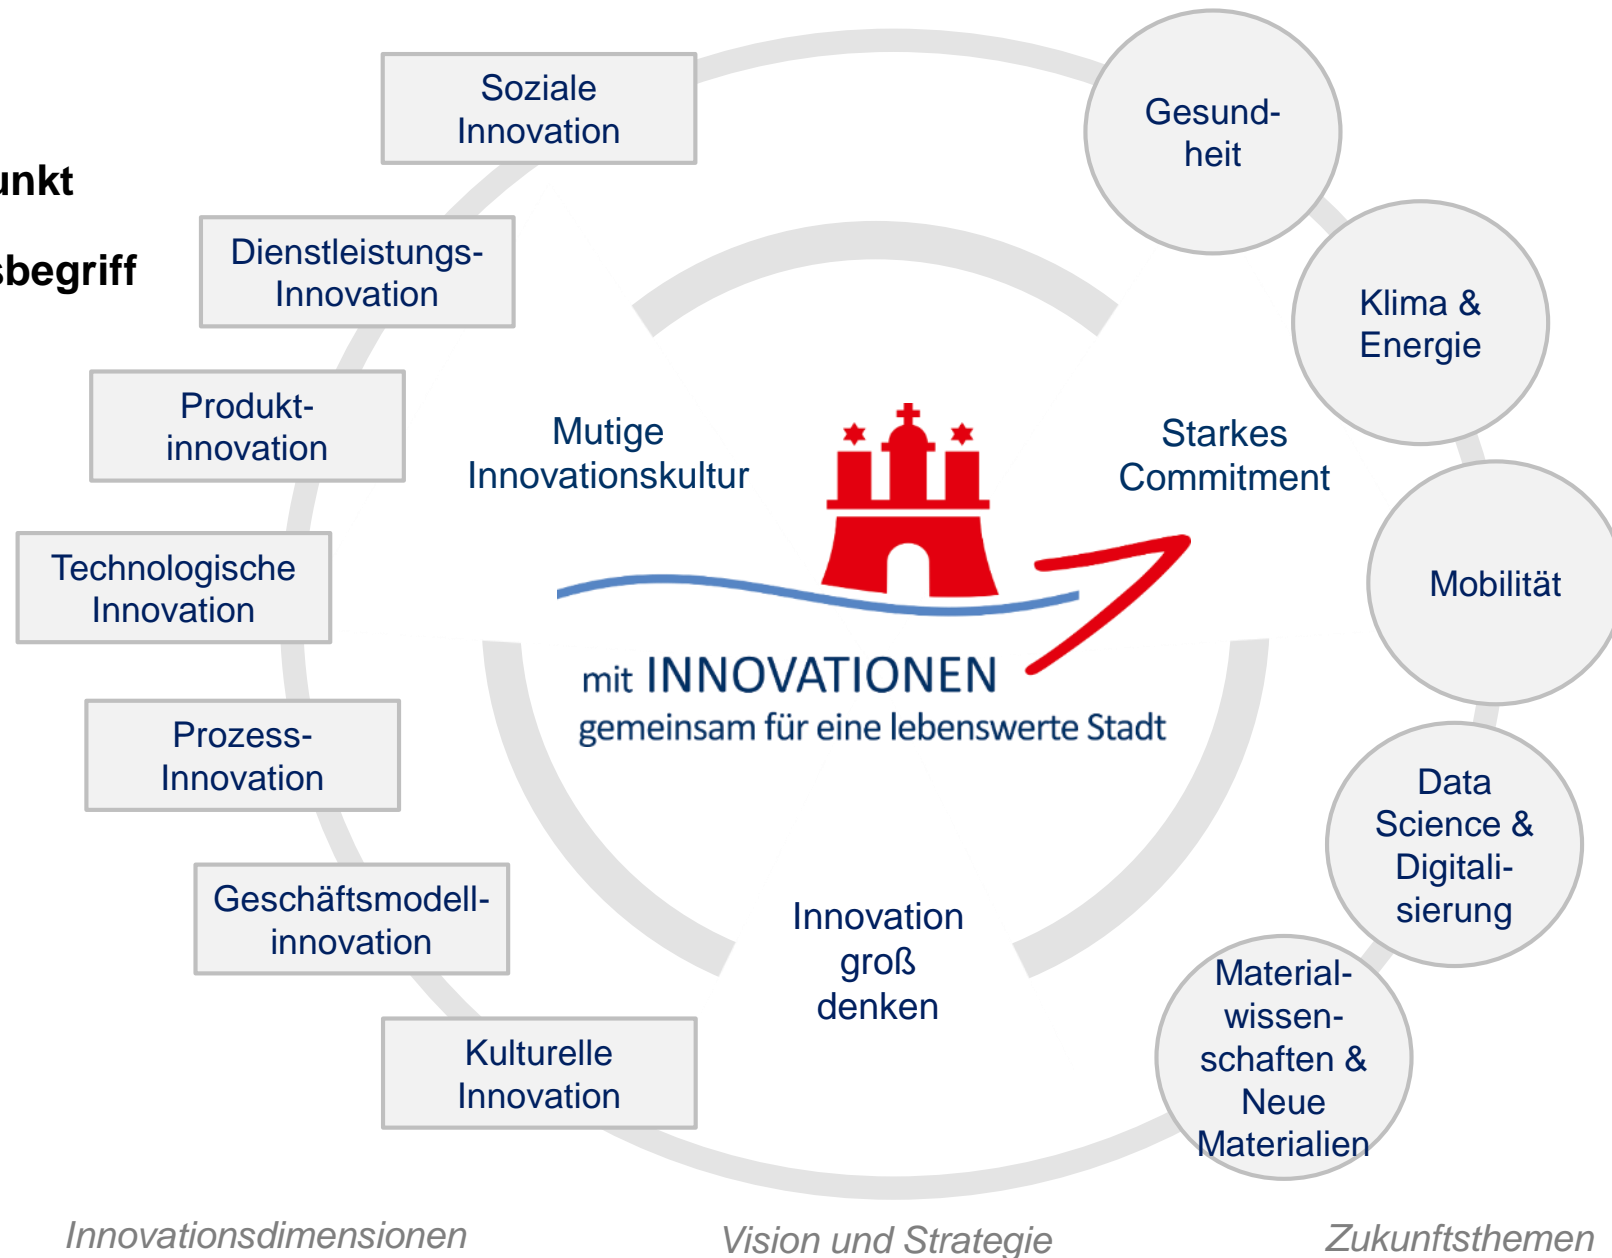 unkt
sbegriff
Soziale
Innovation
Dienstleistungs-
Innovation
Produkt-
innovation
Technologische
Innovation
Prozess-
Innovation
Geschäftsmodell-
innovation
Kulturelle
Innovation
Mutige
Innovationskultur
Starkes
Commitment
mit INNOVATIONEN
gemeinsam für eine lebenswerte Stadt
Innovation
groß
denken
Gesund-
heit
Klima &
Energie
Mobilität
Data
Science &
Digitali-
sierung
Material-
wissen-
schaften &
Neue
Materialien
Innovationsdimensionen
Vision und Strategie
Zukunftsthemen